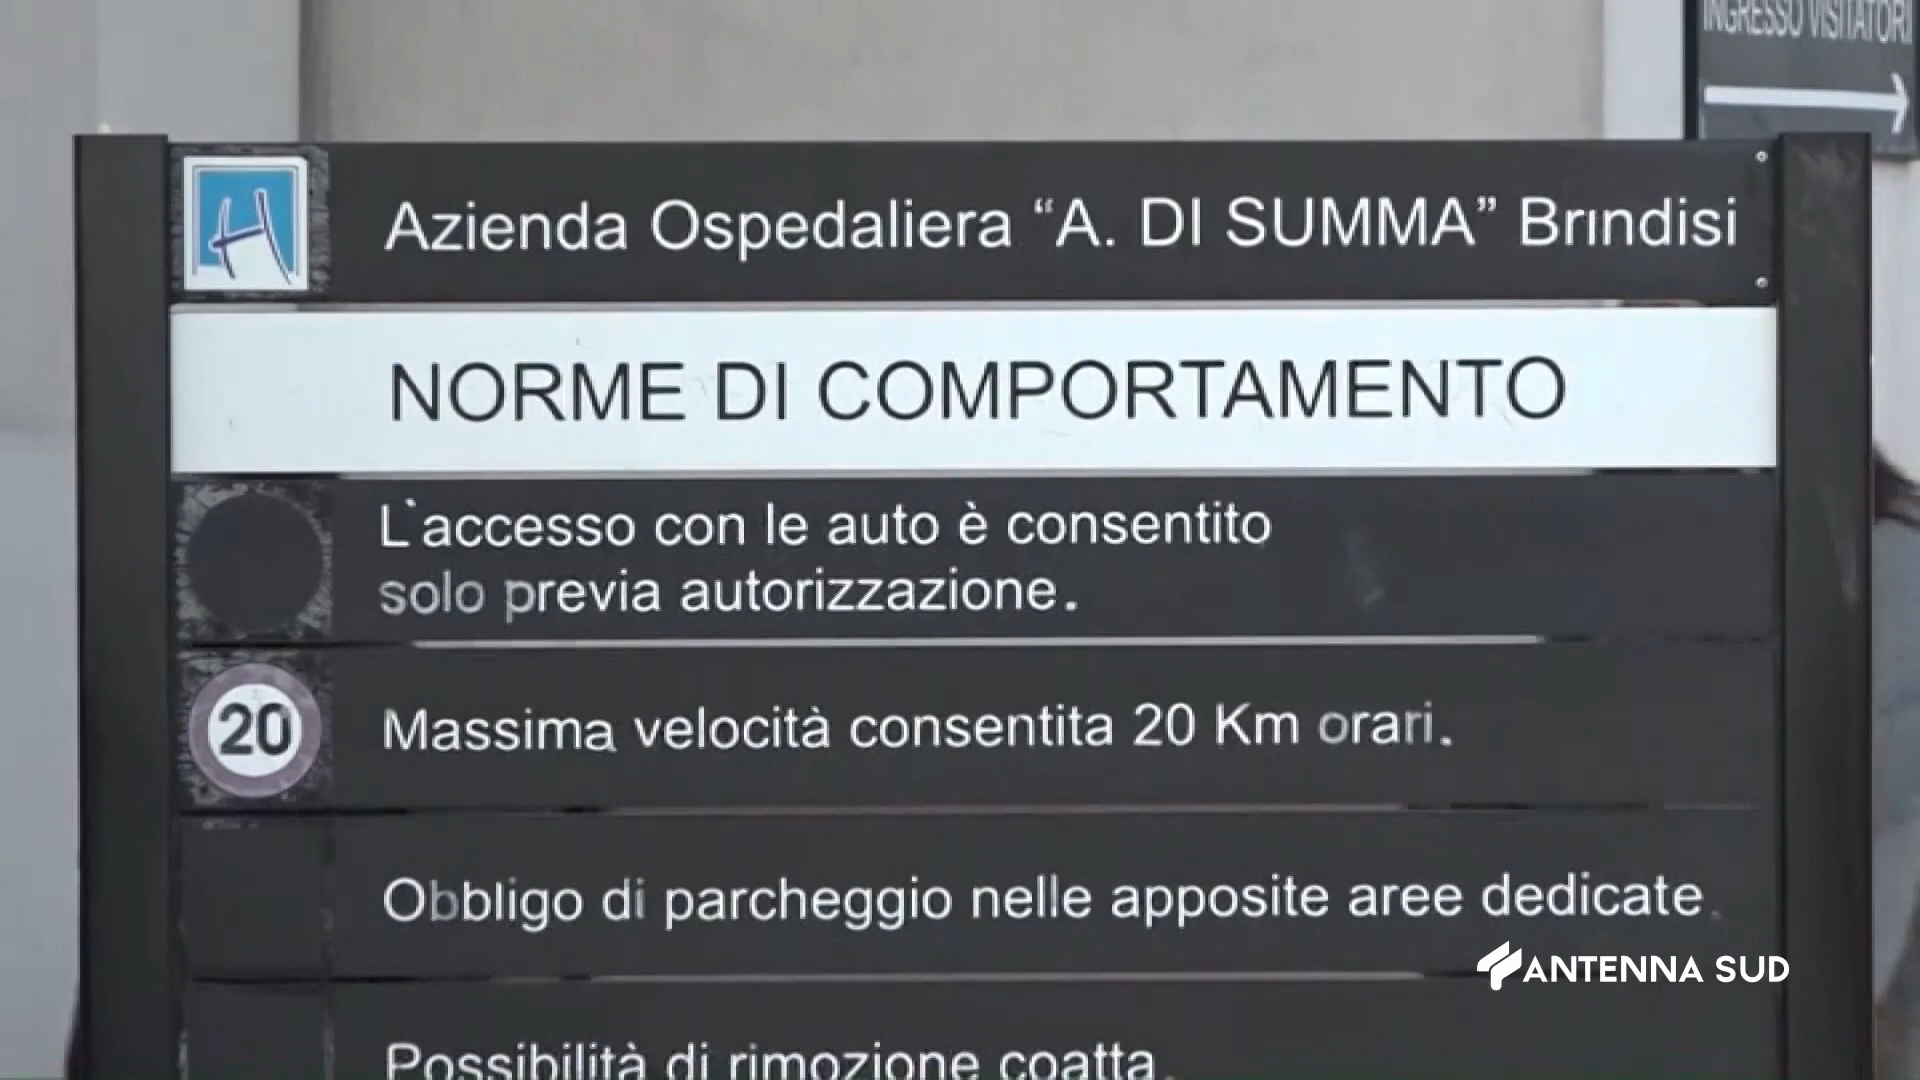 INGRESSO VISITATORI
Azienda Ospedaliera “A. DI SUMMA” Brindisi
NORME DI COMPORTAMENTO
L`accesso con le auto è consentito
solo previa autorizzazione.
20
Massima velocità consentita 20 Km orari.
Obbligo di parcheggio nelle apposite aree dedicate.
ANTENNA SUD
Possibilità di rimozione coatta.